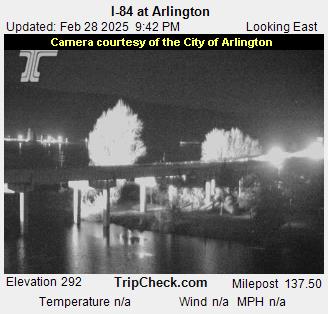 I-84 at Arlington
Updated: Feb 28 2025 9:42 PM Looking East
Camera courtesy of the City of Arlington
Elevation 292 TripCheck.com Milepost 137.50
Temperature n/a Wind n/a MPH n/a